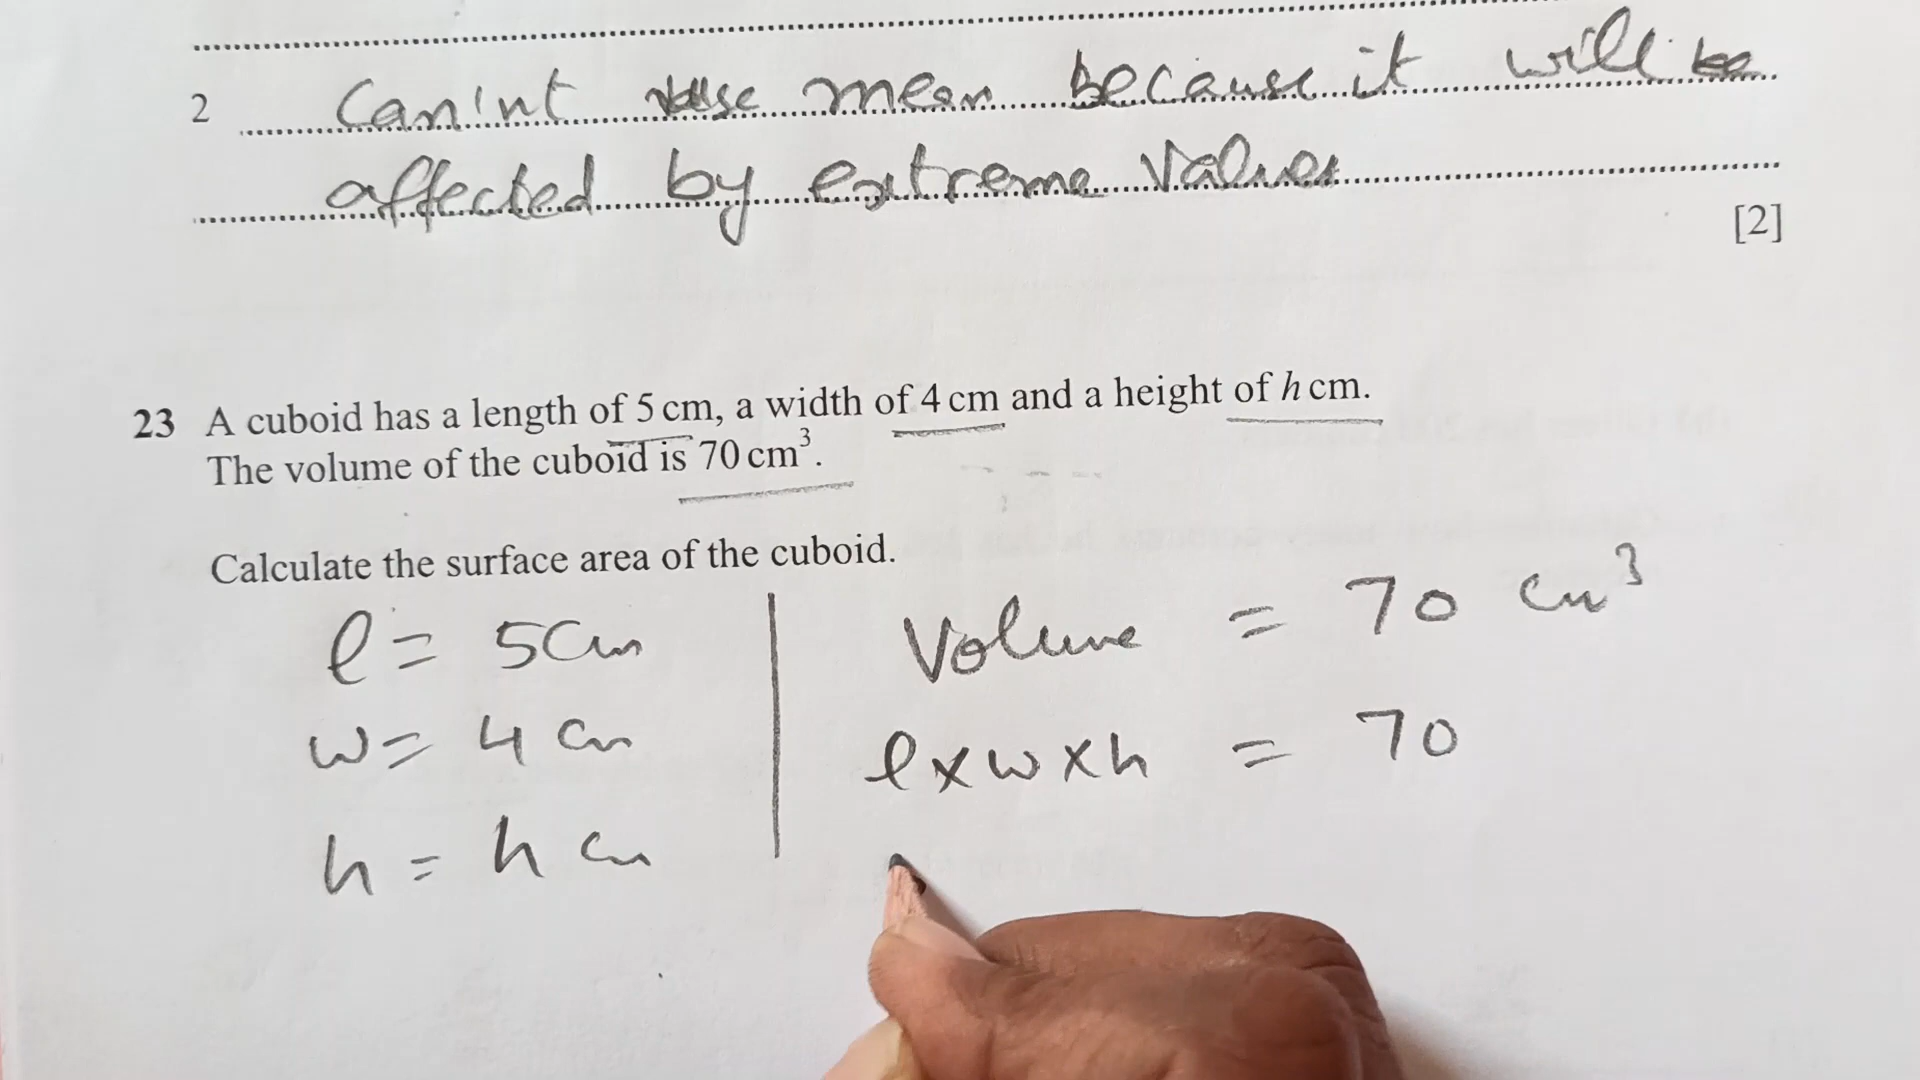 2 Can'nt use mean because it will be
affected by extreme values
[2]
23 A cuboid has a length of 5 cm, a width of 4 cm and a height of h cm.
The volume of the cuboid is 70 cm³.
Calculate the surface area of the cuboid.
l = 5cm
w = 4 cm
h = h cm
Volume = 70 cm³
l x w x h = 70